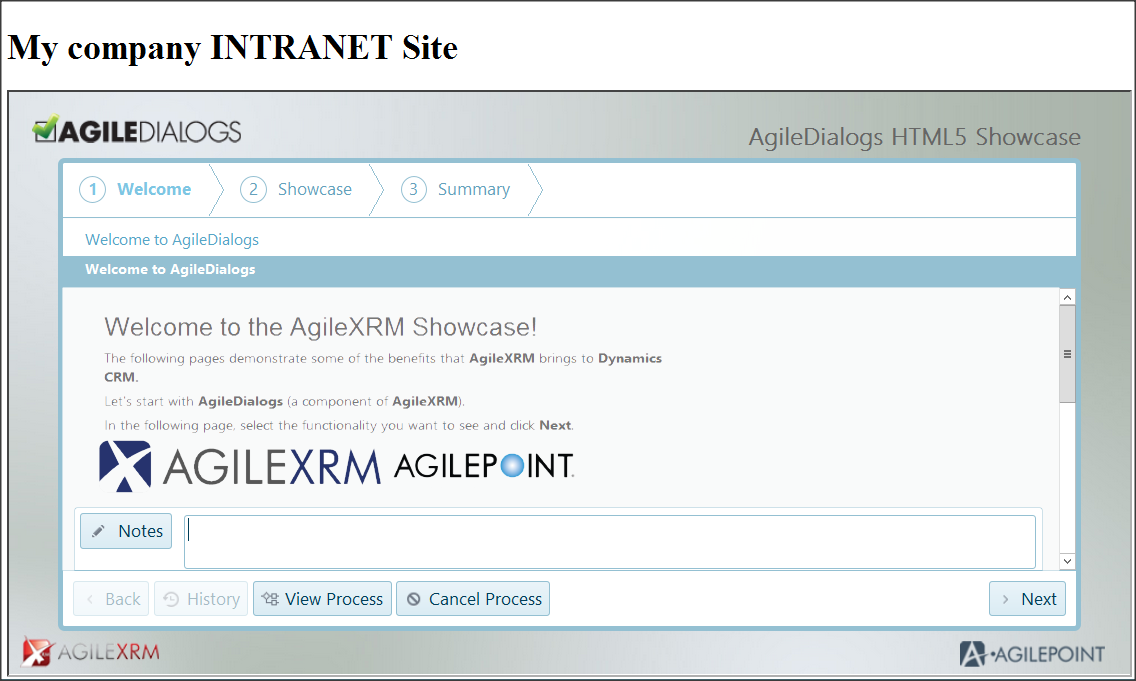 My company INTRANET Site
AGILEDIALOGS
AgileDialogs HTML5 Showcase
1 Welcome 2 Showcase 3 Summary
Welcome to AgileDialogs
Welcome to AgileDialogs
Welcome to the AgileXRM Showcase!
The following pages demonstrate some of the benefits that AgileXRM brings to Dynamics
CRM.
Let's start with AgileDialogs (a component of AgileXRM).
In the following page, select the functionality you want to see and click Next.
AGILEXRM AGILEPOINT
Notes
Back History View Process Cancel Process Next
AGILEXRM
AGILEPOINT